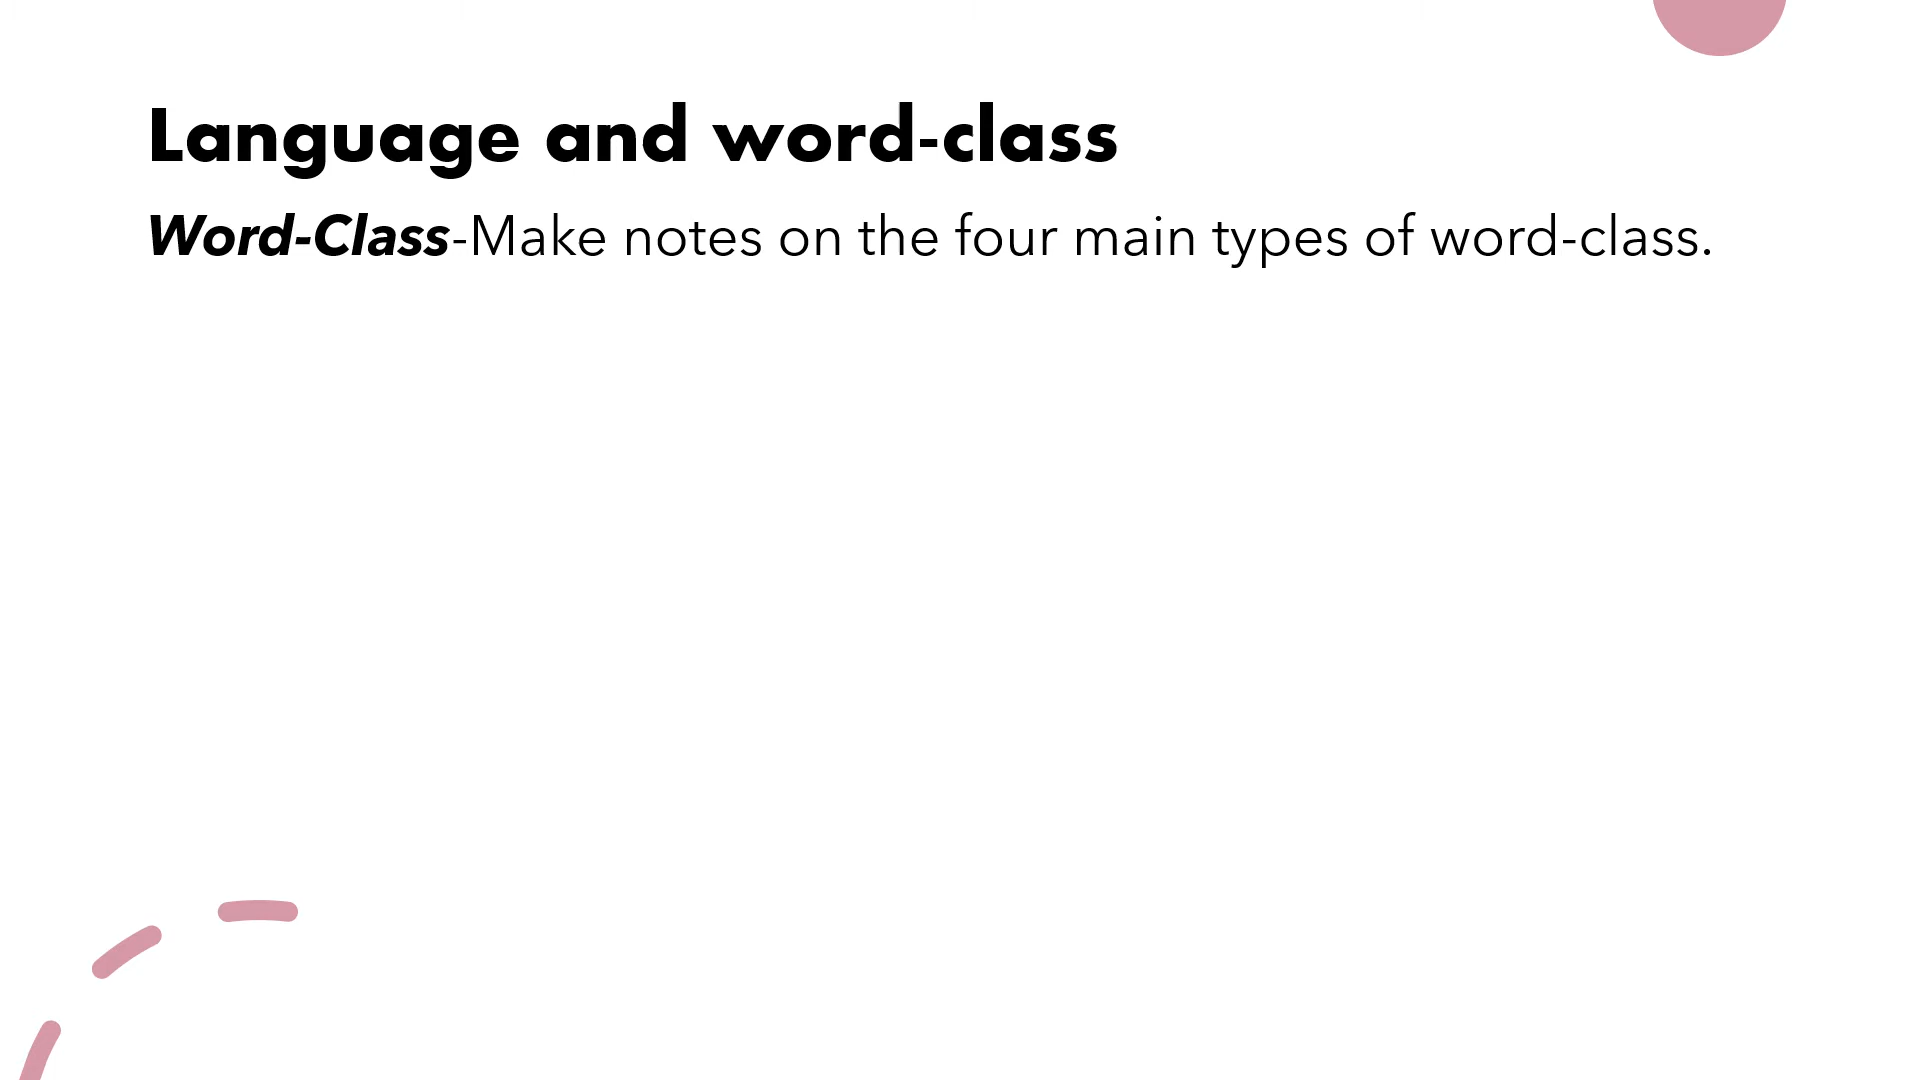 Language and word-class
Word-Class-Make notes on the four main types of word-class.